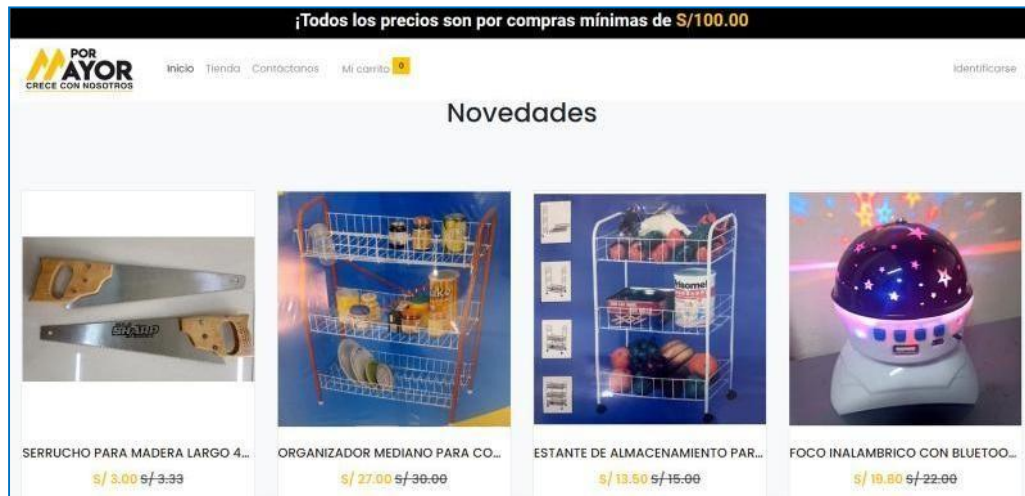 ¡Todos los precios son por compras mínimas de S/100.00
POR
MAYOR
CRECE CON NOSOTROS
Inicio Tienda Contáctanos Mi carrito 0
Identificarse
Novedades
SHARP
SERRUCHO PARA MADERA LARGO 4...
ORGANIZADOR MEDIANO PARA CO...
ESTANTE DE ALMACENAMIENTO PAR...
FOCO INALAMBRICO CON BLUETOO...
S/ 3.00 S/ 3.33
S/ 27.00 S/ 30.00
S/ 13.50 S/ 15.00
S/ 19.80 S/ 22.00